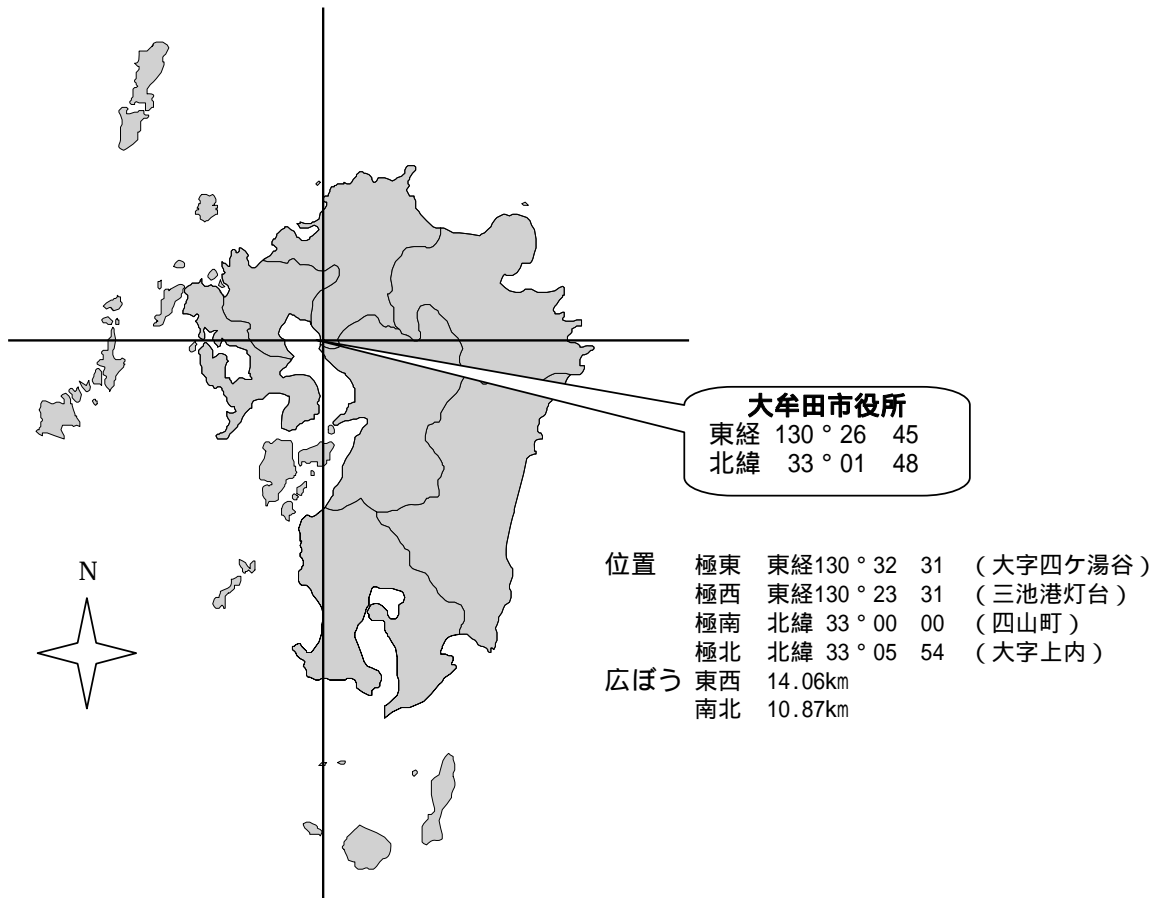 N
大牟田市役所
東経 130 ° 26 45
北緯 33 ° 01 48
位置 極東 東経130 ° 32 31 (大字四ケ湯谷)
極西 東経130 ° 23 31 (三池港灯台)
極南 北緯 33 ° 00 00 (四山町)
極北 北緯 33 ° 05 54 (大字上内)
広ぼう 東西 14.06km
南北 10.87km